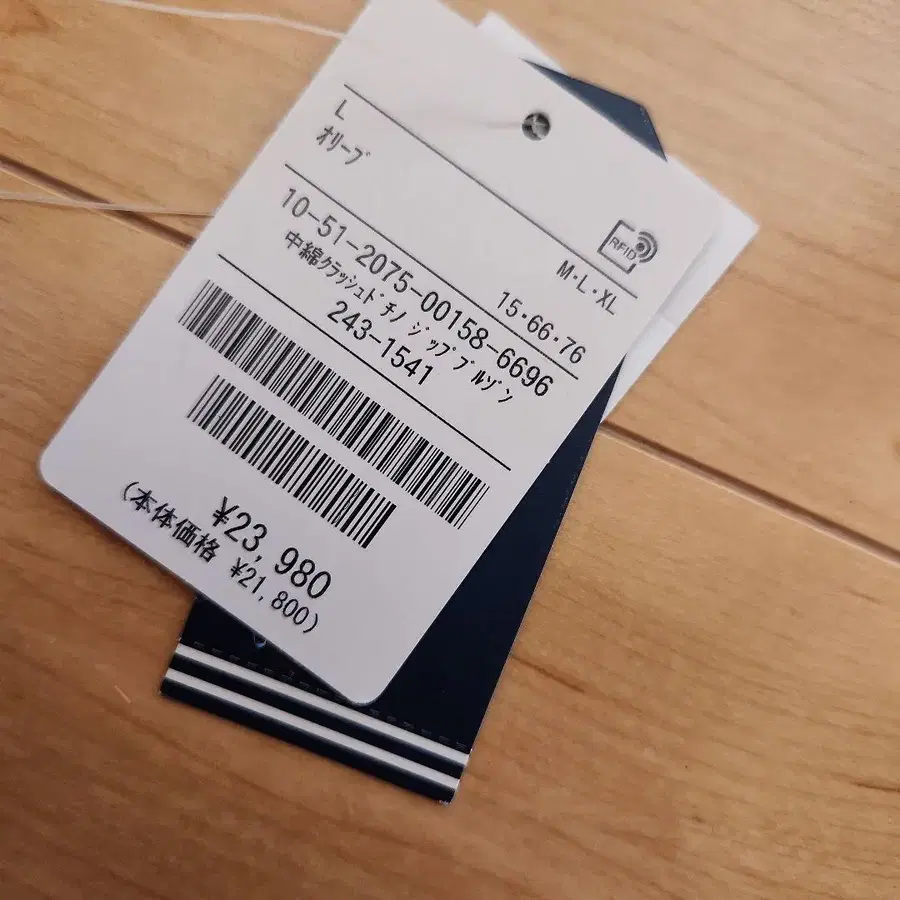 L
オリーブ
RFID
M・L・XL
15・66・76
10-51-2075-00158-6696
中綿クラッシュドチノ ジップブルゾン
243-1541
¥23,980
(本体価格 ¥21,800)